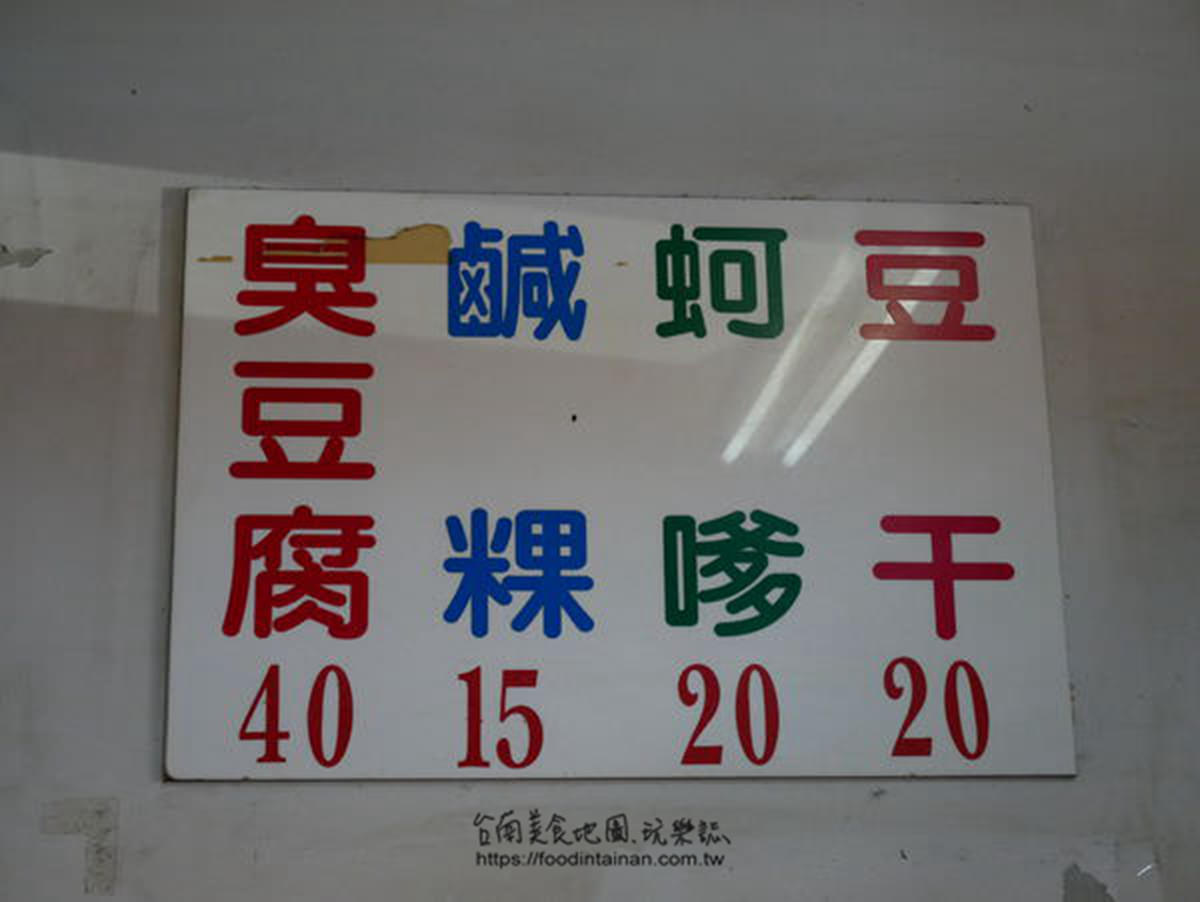 臭豆腐 40
鹹粿 15
蚵嗲 20
豆干 20
台南美食地圖.玩樂誌
https://foodintainan.com.tw